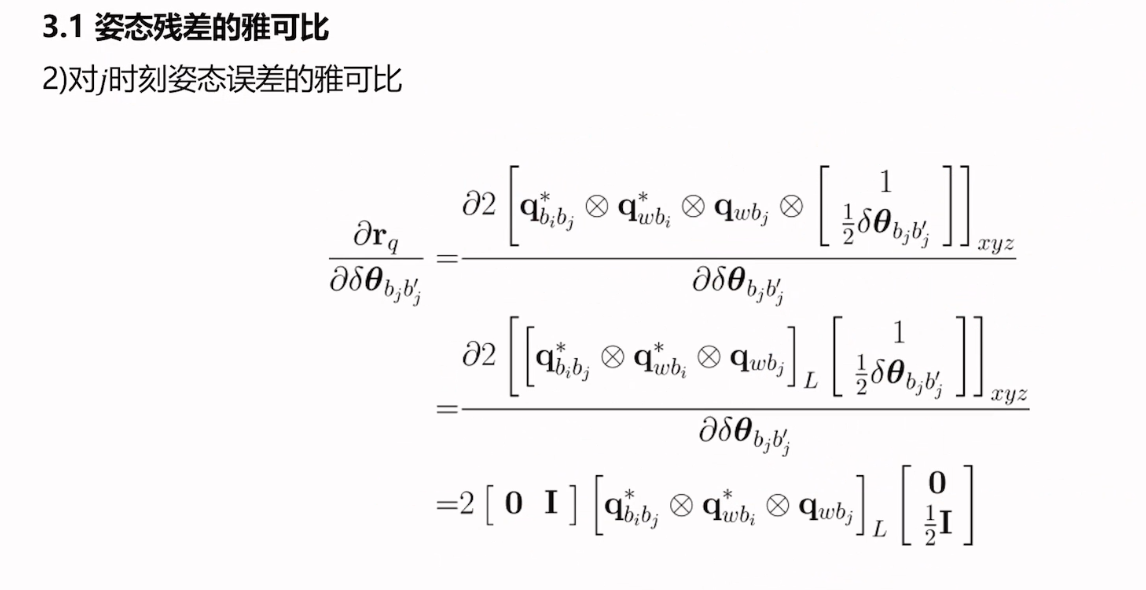 3.1 姿态残差的雅可比
2)对j时刻姿态误差的雅可比
$\frac{\partial \mathbf{r}_q}{\partial \delta\boldsymbol{\theta}_{b_j b'_j}} = \frac{\partial 2 \left[ \mathbf{q}^*_{b_i b_j} \otimes \mathbf{q}^*_{w b_i} \otimes \mathbf{q}_{w b_j} \otimes \begin{bmatrix} 1 \\ \frac{1}{2}\delta\boldsymbol{\theta}_{b_j b'_j} \end{bmatrix} \right]_{xyz}}{\partial \delta\boldsymbol{\theta}_{b_j b'_j}}$
$= \frac{\partial 2 \left[ \left[ \mathbf{q}^*_{b_i b_j} \otimes \mathbf{q}^*_{w b_i} \otimes \mathbf{q}_{w b_j} \right]_L \begin{bmatrix} 1 \\ \frac{1}{2}\delta\boldsymbol{\theta}_{b_j b'_j} \end{bmatrix} \right]_{xyz}}{\partial \delta\boldsymbol{\theta}_{b_j b'_j}}$
$= 2 \begin{bmatrix} \mathbf{0} & \mathbf{I} \end{bmatrix} \left[ \mathbf{q}^*_{b_i b_j} \otimes \mathbf{q}^*_{w b_i} \otimes \mathbf{q}_{w b_j} \right]_L \begin{bmatrix} \mathbf{0} \\ \frac{1}{2}\mathbf{I} \end{bmatrix}$